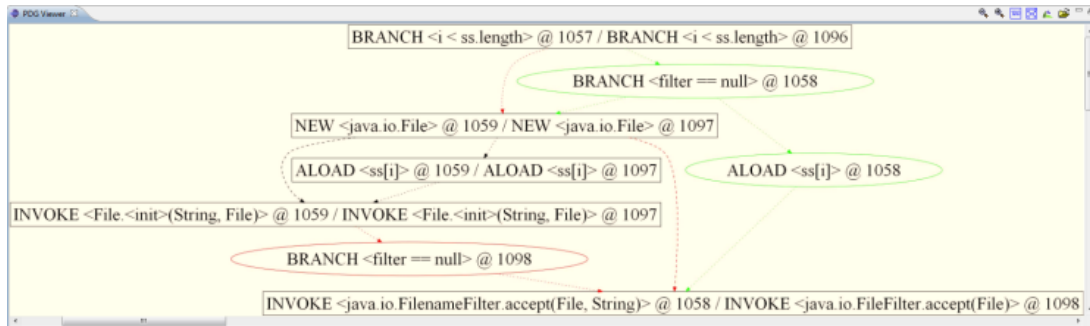 PDG Viewer
BRANCH <i < ss.length> @ 1057 / BRANCH <i < ss.length> @ 1096
BRANCH <filter == null> @ 1058
NEW <java.io.File> @ 1059 / NEW <java.io.File> @ 1097
ALOAD <ss[i]> @ 1059 / ALOAD <ss[i]> @ 1097
ALOAD <ss[i]> @ 1058
INVOKE <File.<init>(String, File)> @ 1059 / INVOKE <File.<init>(String, File)> @ 1097
BRANCH <filter == null> @ 1098
INVOKE <java.io.FilenameFilter.accept(File, String)> @ 1058 / INVOKE <java.io.FileFilter.accept(File)> @ 1098